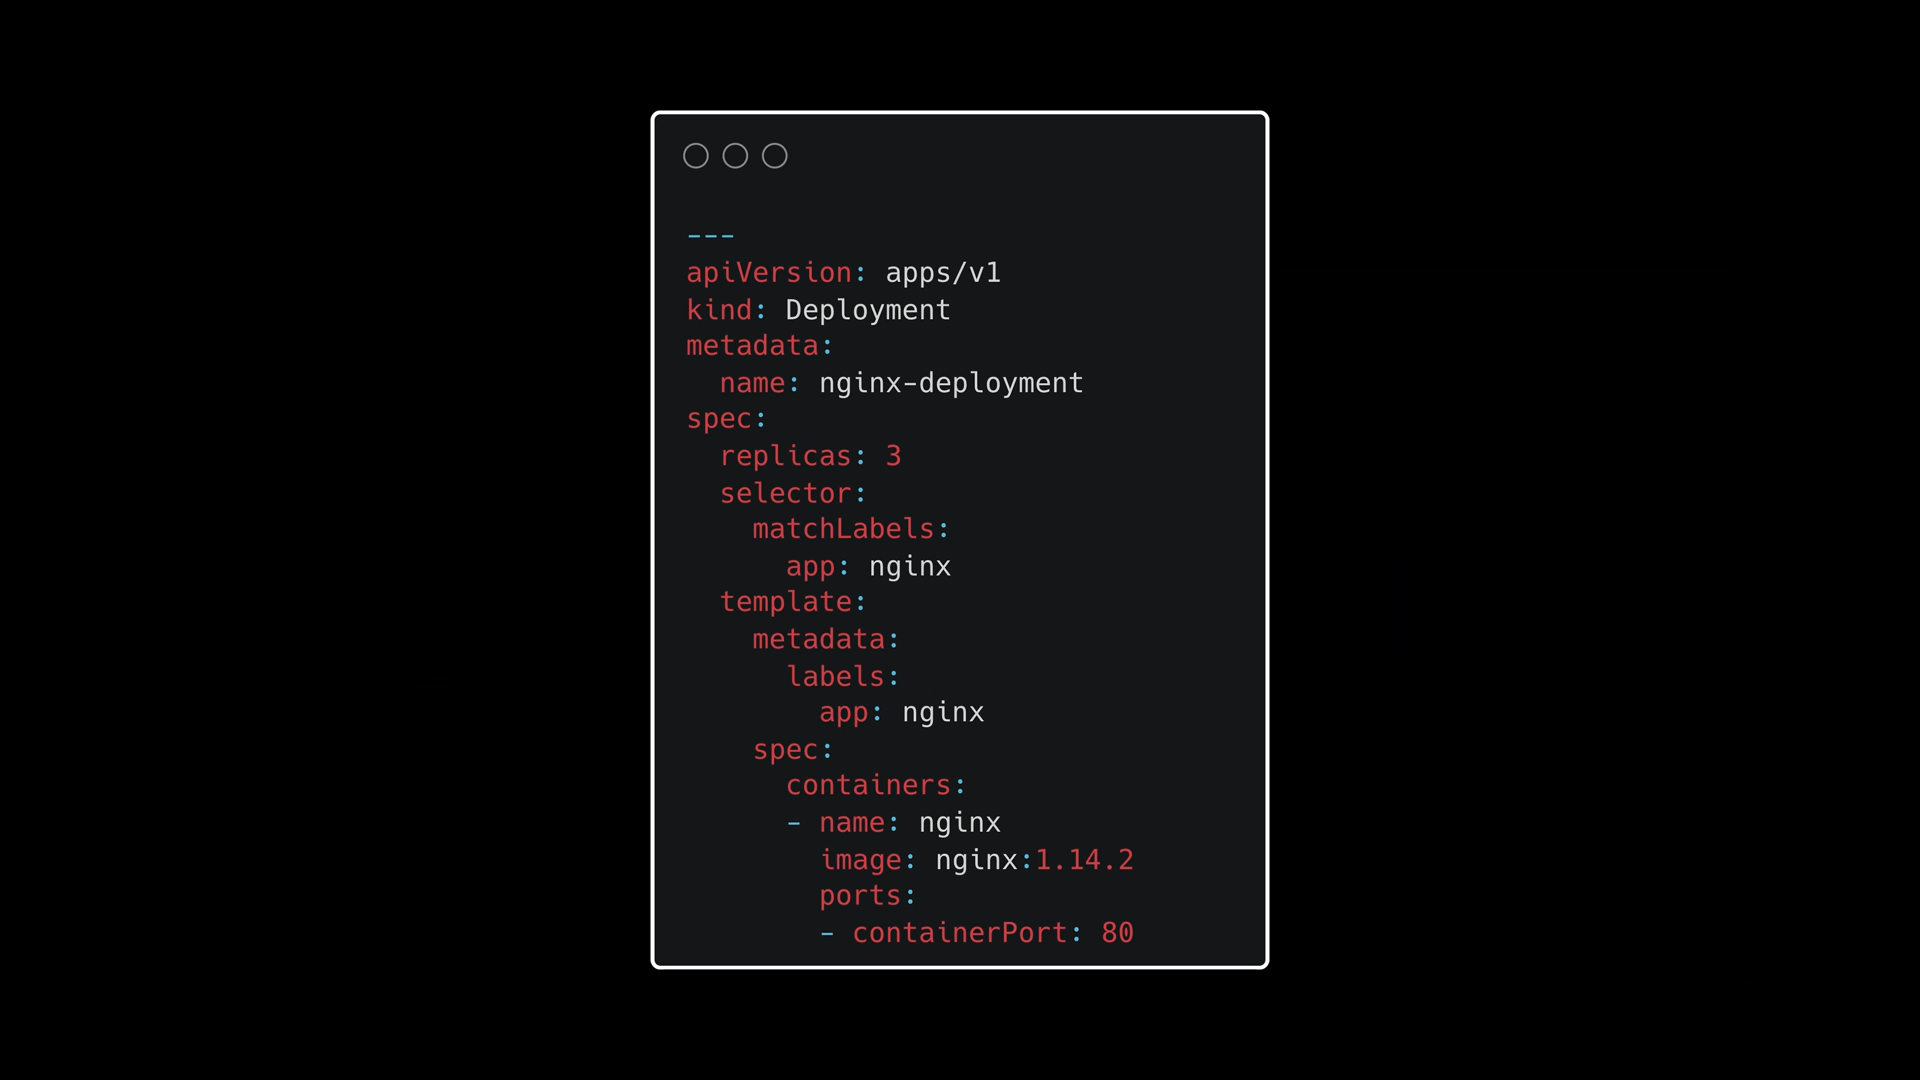 ---
apiVersion: apps/v1
kind: Deployment
metadata:
  name: nginx-deployment
spec:
  replicas: 3
  selector:
    matchLabels:
      app: nginx
  template:
    metadata:
      labels:
        app: nginx
    spec:
      containers:
      - name: nginx
        image: nginx:1.14.2
        ports:
        - containerPort: 80